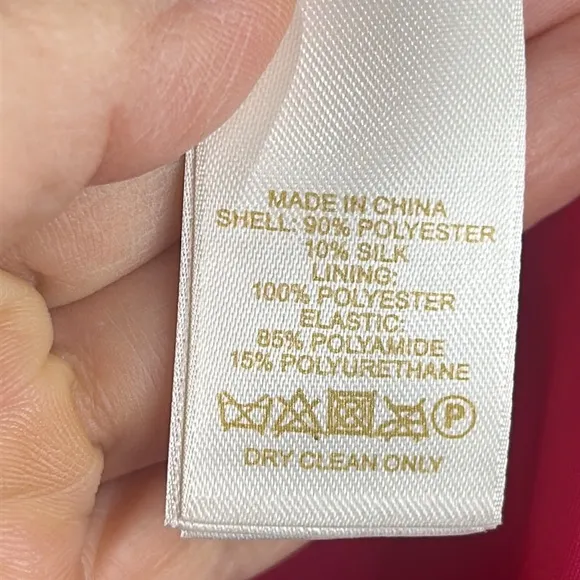 MADE IN CHINA
SHELL: 90% POLYESTER
10% SILK
LINING:
100% POLYESTER
ELASTIC:
85% POLYAMIDE
15% POLYURETHANE
P
DRY CLEAN ONLY